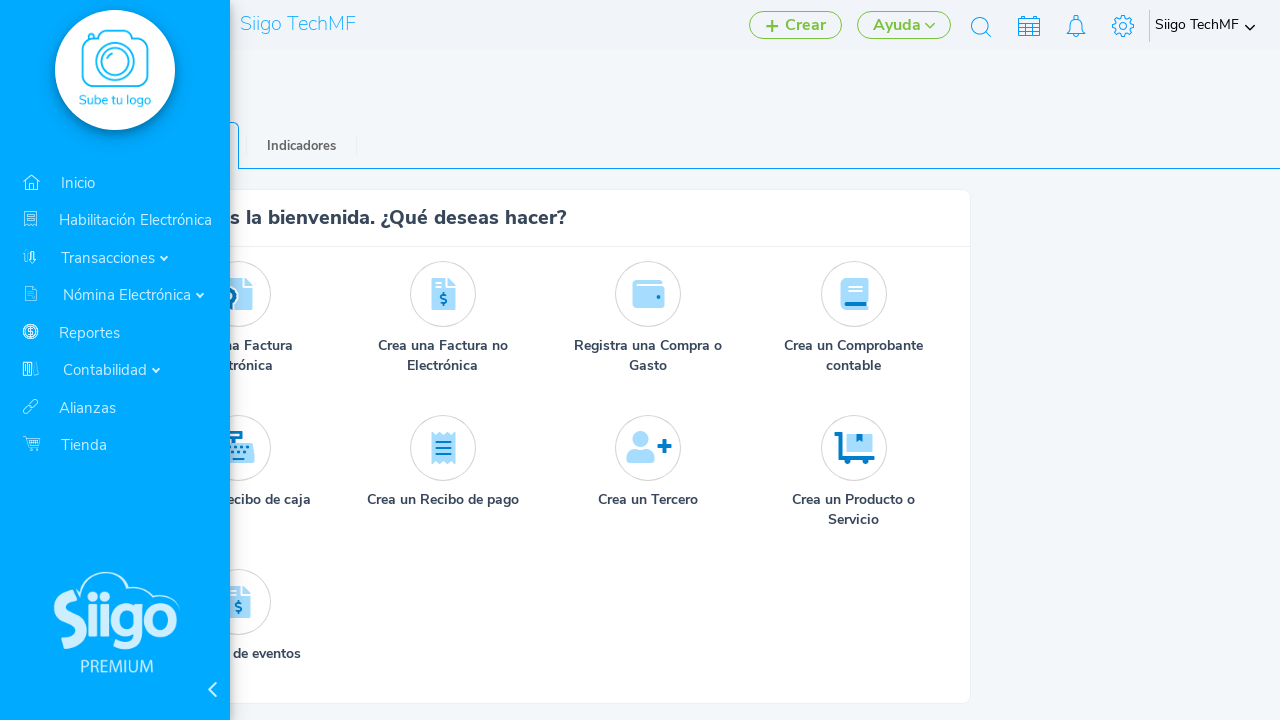 Siigo TechMF
+ Crear
Ayuda
Siigo TechMF
Sube tu logo
Indicadores
Inicio
Habilitación Electrónica
Transacciones
Nómina Electrónica
Reportes
Contabilidad
Alianzas
Tienda
Siigo
PREMIUM
la bienvenida. ¿Qué deseas hacer?
Factura
Crea una Factura no
Electrónica
Registra una Compra o
Gasto
Crea un Comprobante
contable
de caja
Crea un Recibo de pago
Crea un Tercero
Crea un Producto o
Servicio
de eventos